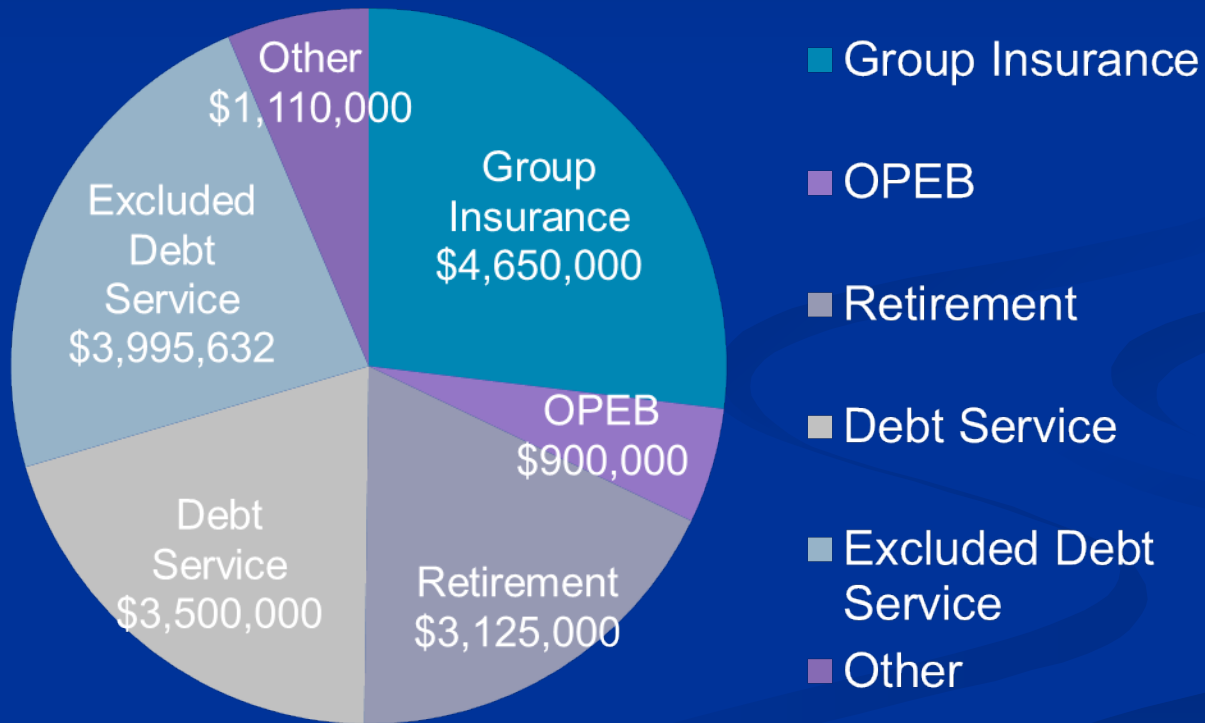 Other
$1,110,000
Group
Insurance
$4,650,000
Excluded
Debt
Service
$3,995,632
OPEB
$900,000
Debt
Service
$3,500,000
Retirement
$3,125,000
Group Insurance
OPEB
Retirement
Debt Service
Excluded Debt
Service
Other